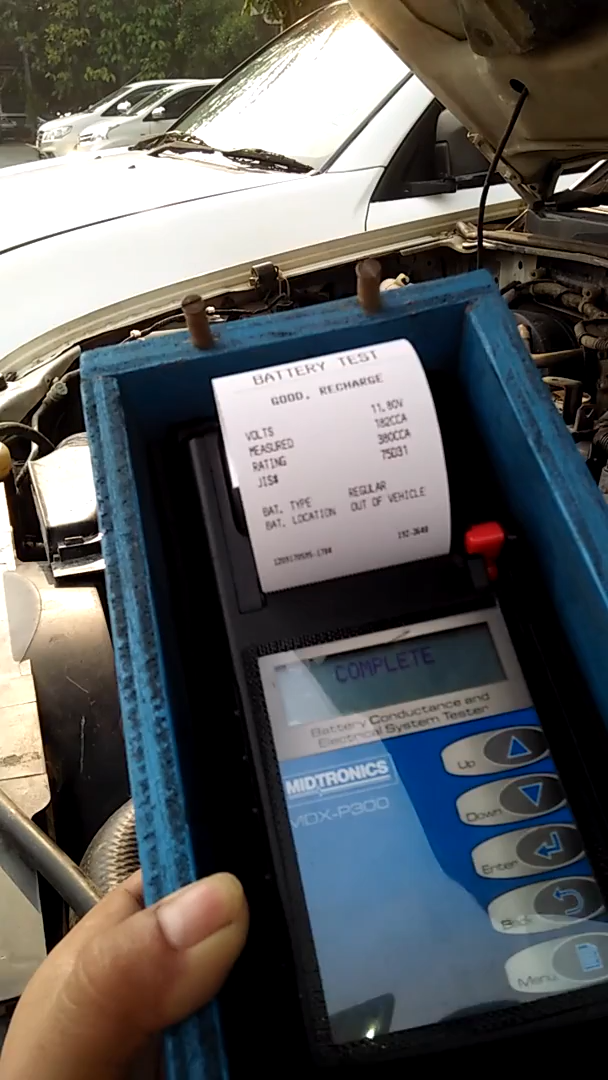 BATTERY TEST
GOOD, RECHARGE
VOLTS 11.80V
MEASURED 182CCA
RATING 380CCA
JIS# 75D31
BAT. TYPE REGULAR
BAT. LOCATION OUT OF VEHICLE
COMPLETE
Battery Conductance and
Electrical System Tester
MIDTRONICS
MDX-P300
Up
Down
Enter
Back
Menu